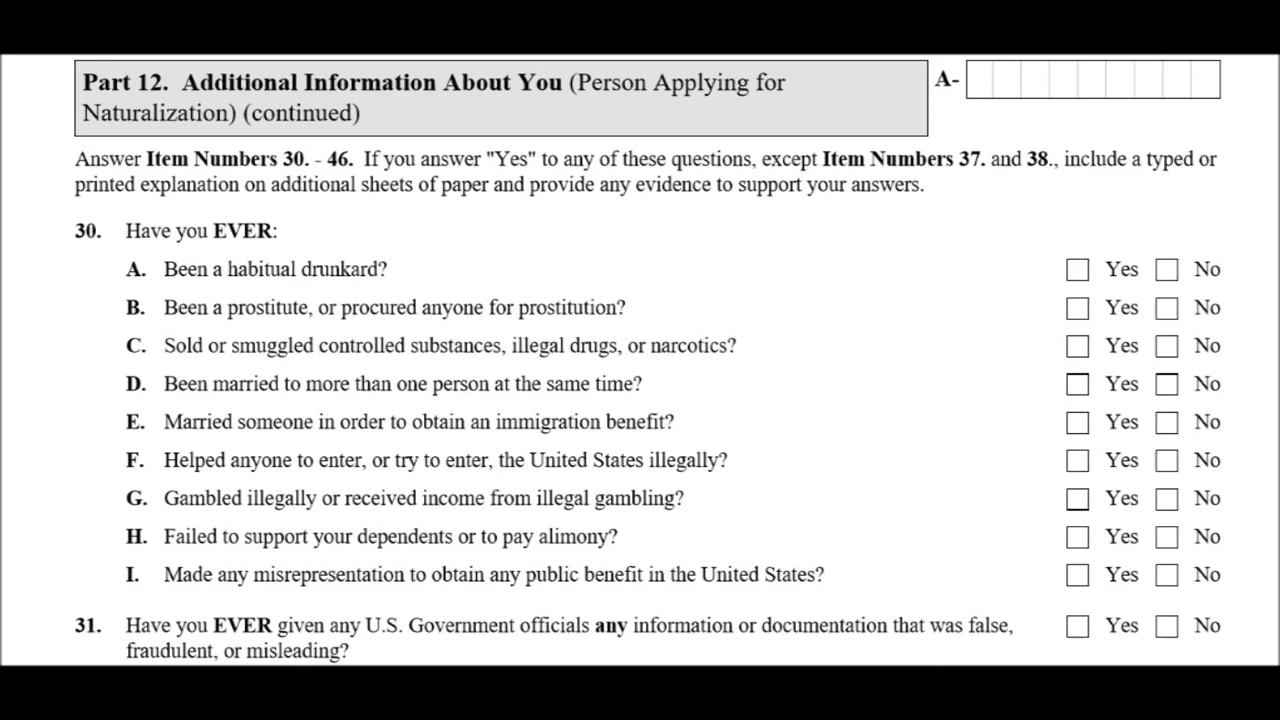 Part 12. Additional Information About You (Person Applying for
Naturalization) (continued)
A-
Answer Item Numbers 30. - 46. If you answer "Yes" to any of these questions, except Item Numbers 37. and 38., include a typed or
printed explanation on additional sheets of paper and provide any evidence to support your answers.
30. Have you EVER:
A. Been a habitual drunkard? Yes No
B. Been a prostitute, or procured anyone for prostitution? Yes No
C. Sold or smuggled controlled substances, illegal drugs, or narcotics? Yes No
D. Been married to more than one person at the same time? Yes No
E. Married someone in order to obtain an immigration benefit? Yes No
F. Helped anyone to enter, or try to enter, the United States illegally? Yes No
G. Gambled illegally or received income from illegal gambling? Yes No
H. Failed to support your dependents or to pay alimony? Yes No
I. Made any misrepresentation to obtain any public benefit in the United States? Yes No
31. Have you EVER given any U.S. Government officials any information or documentation that was false, Yes No
fraudulent, or misleading?